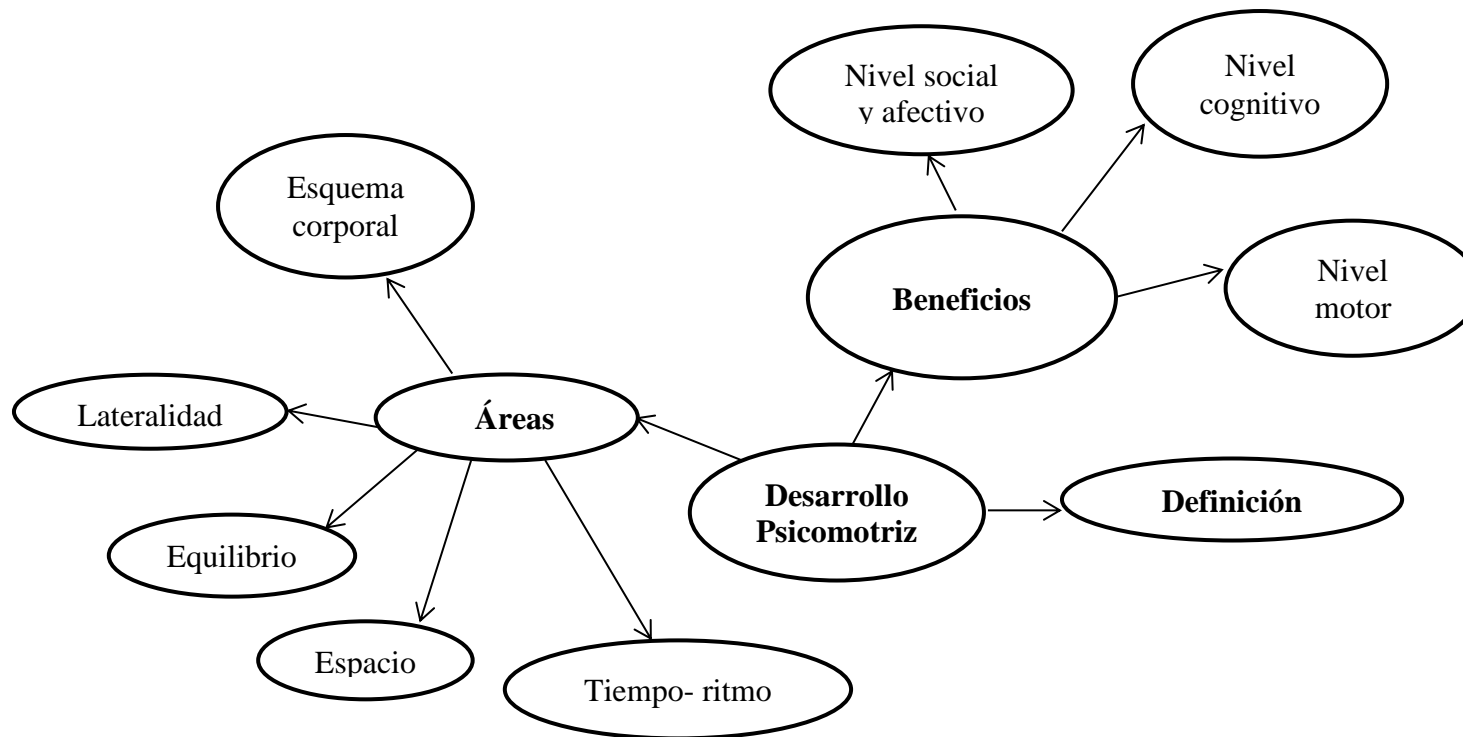 Nivel social
y afectivo
Nivel
cognitivo
Esquema
corporal
Beneficios
Nivel
motor
Lateralidad
Áreas
Desarrollo
Psicomotriz
Definición
Equilibrio
Espacio
Tiempo- ritmo